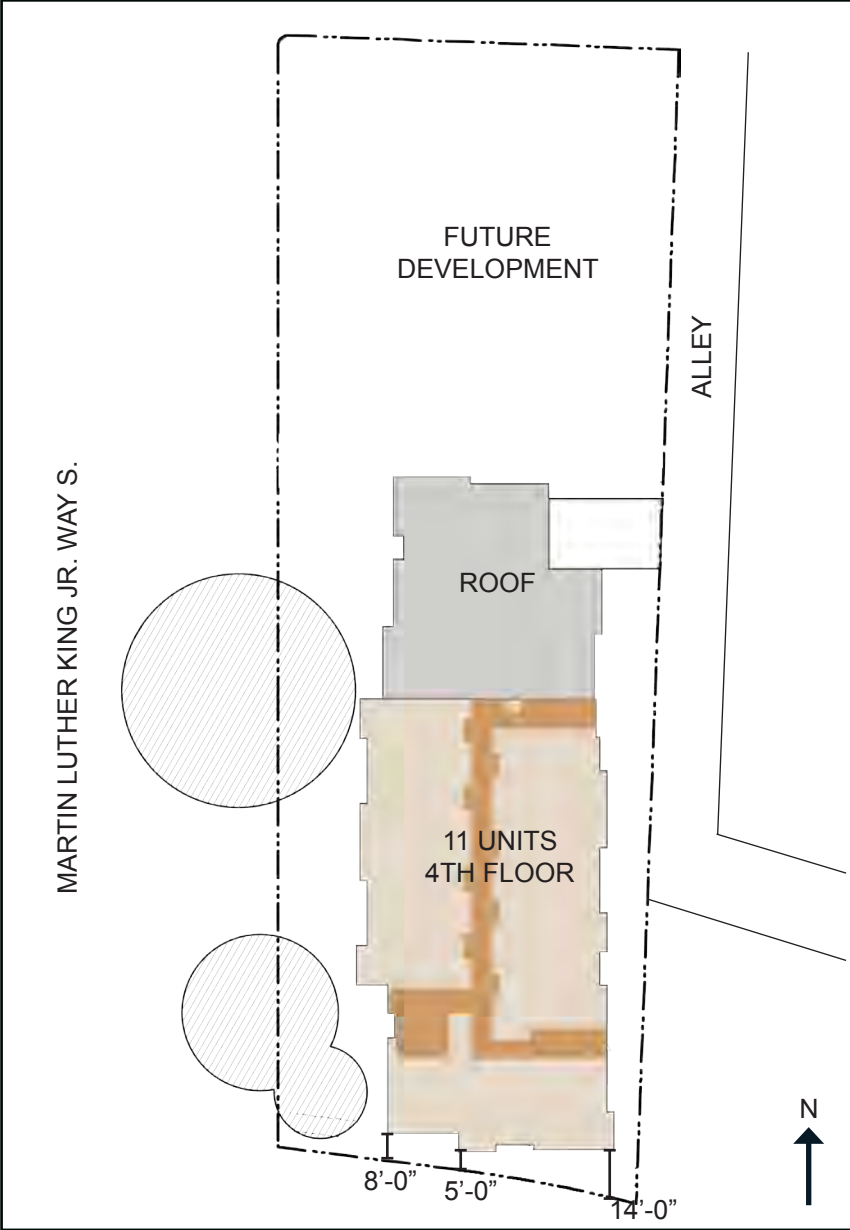 FUTURE
DEVELOPMENT
ALLEY
MARTIN LUTHER KING JR. WAY S.
ROOF
11 UNITS
4TH FLOOR
N
8’-0”
5’-0”
14’-0”